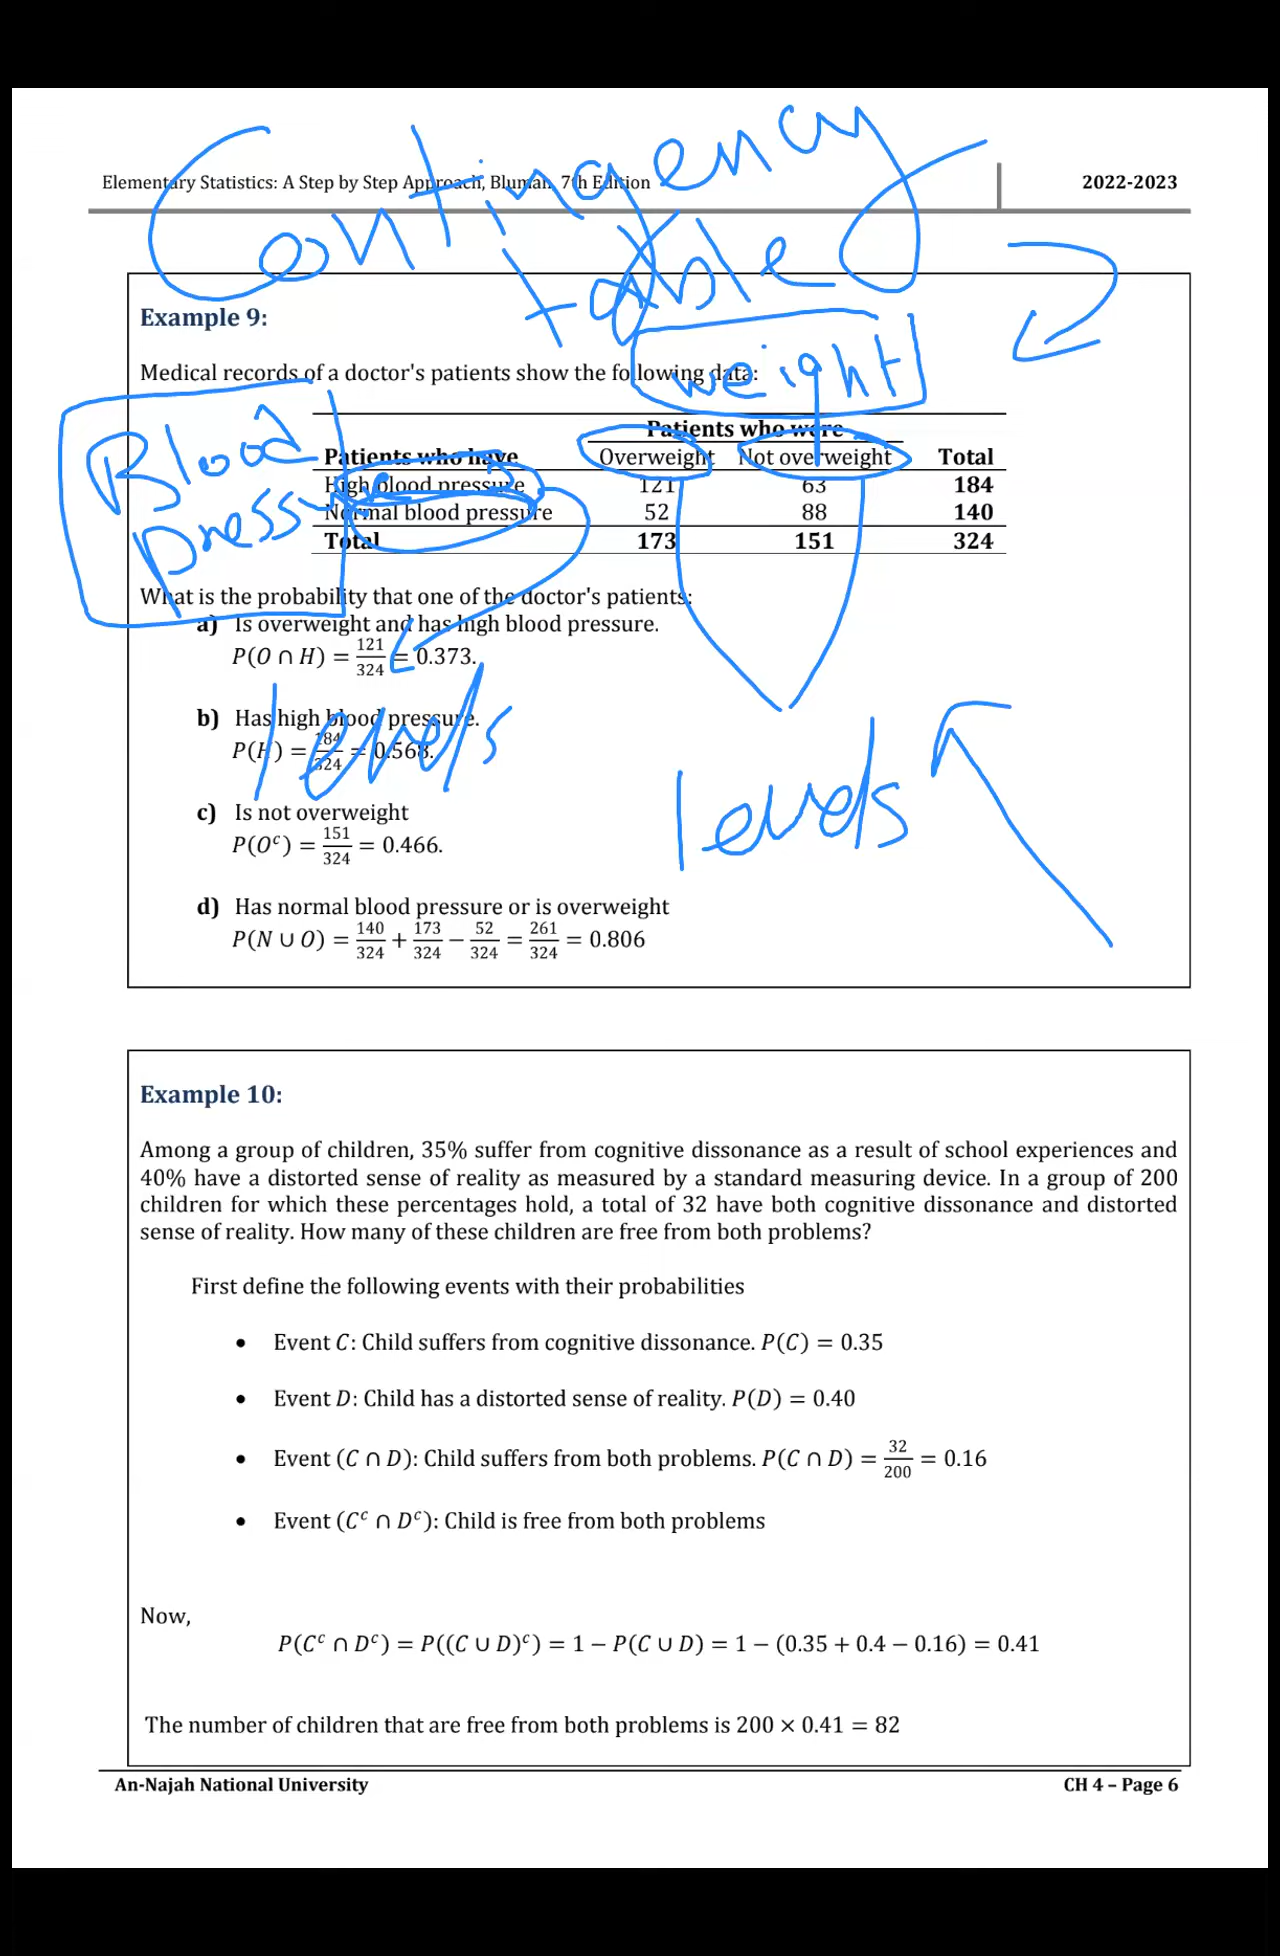 Contingency
table
Elementary Statistics: A Step by Step Approach, Bluman, 7th Edition 2022-2023
Example 9:
weight
Medical records of a doctor's patients show the following data:
Blood
pressure
Patients who were
Patients who have Overweight Not overweight Total
High blood pressure 121 63 184
Normal blood pressure 52 88 140
Total 173 151 324
What is the probability that one of the doctor's patients:
a) Is overweight and has high blood pressure.
P(O ∩ H) = 121/324 = 0.373.
levels
b) Has high blood pressure.
P(H) = 184/324 = 0.568.
levels
c) Is not overweight
P(Oᶜ) = 151/324 = 0.466.
d) Has normal blood pressure or is overweight
P(N ∪ O) = 140/324 + 173/324 − 52/324 = 261/324 = 0.806
Example 10:
Among a group of children, 35% suffer from cognitive dissonance as a result of school experiences and
40% have a distorted sense of reality as measured by a standard measuring device. In a group of 200
children for which these percentages hold, a total of 32 have both cognitive dissonance and distorted
sense of reality. How many of these children are free from both problems?
First define the following events with their probabilities
• Event C: Child suffers from cognitive dissonance. P(C) = 0.35
• Event D: Child has a distorted sense of reality. P(D) = 0.40
• Event (C ∩ D): Child suffers from both problems. P(C ∩ D) = 32/200 = 0.16
• Event (Cᶜ ∩ Dᶜ): Child is free from both problems
Now,
P(Cᶜ ∩ Dᶜ) = P((C ∪ D)ᶜ) = 1 − P(C ∪ D) = 1 − (0.35 + 0.4 − 0.16) = 0.41
The number of children that are free from both problems is 200 × 0.41 = 82
An-Najah National University CH 4 – Page 6